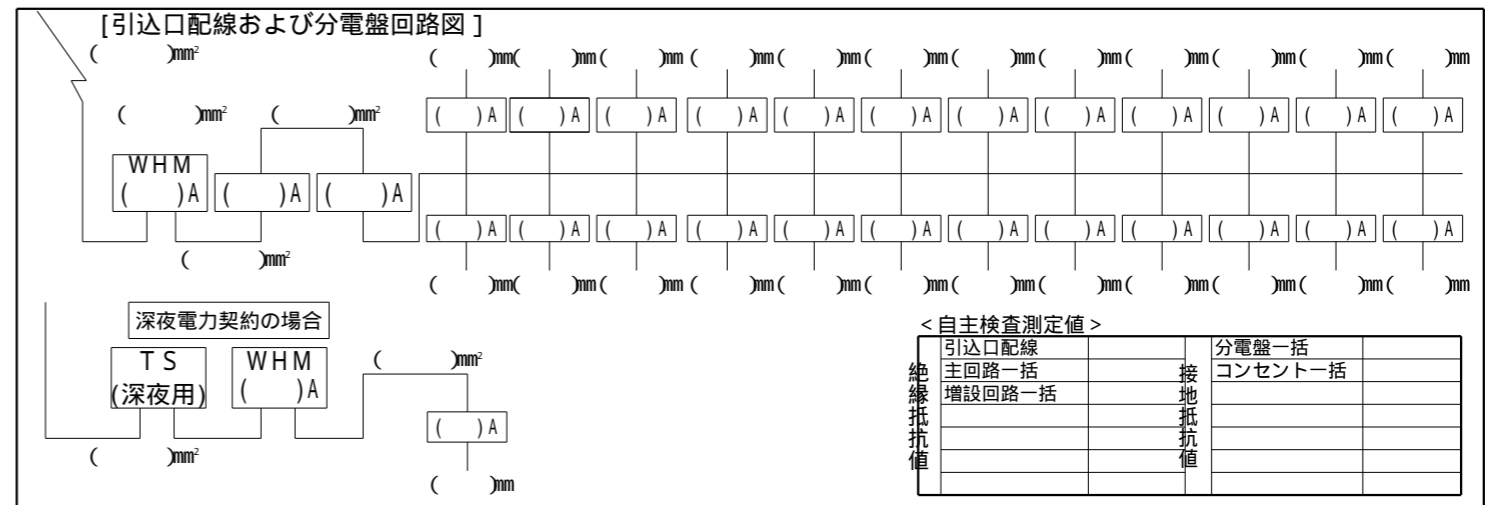 [引込口配線および分電盤回路図]
( )mm²
( )mm( )mm( )mm( )mm( )mm( )mm( )mm( )mm( )mm( )mm( )mm( )mm
( )mm² ( )mm²
( )A ( )A ( )A ( )A ( )A ( )A ( )A ( )A ( )A ( )A ( )A ( )A
WHM
( )A ( )A ( )A
( )A ( )A ( )A ( )A ( )A ( )A ( )A ( )A ( )A ( )A ( )A ( )A
( )mm²
( )mm( )mm( )mm( )mm( )mm( )mm( )mm( )mm( )mm( )mm( )mm( )mm
深夜電力契約の場合
TS
(深夜用)
WHM
( )A
( )mm²
( )A
( )mm²
( )mm
<自主検査測定値>
絶縁抵抗値
引込口配線
主回路一括
増設回路一括
接地抵抗値
分電盤一括
コンセント一括